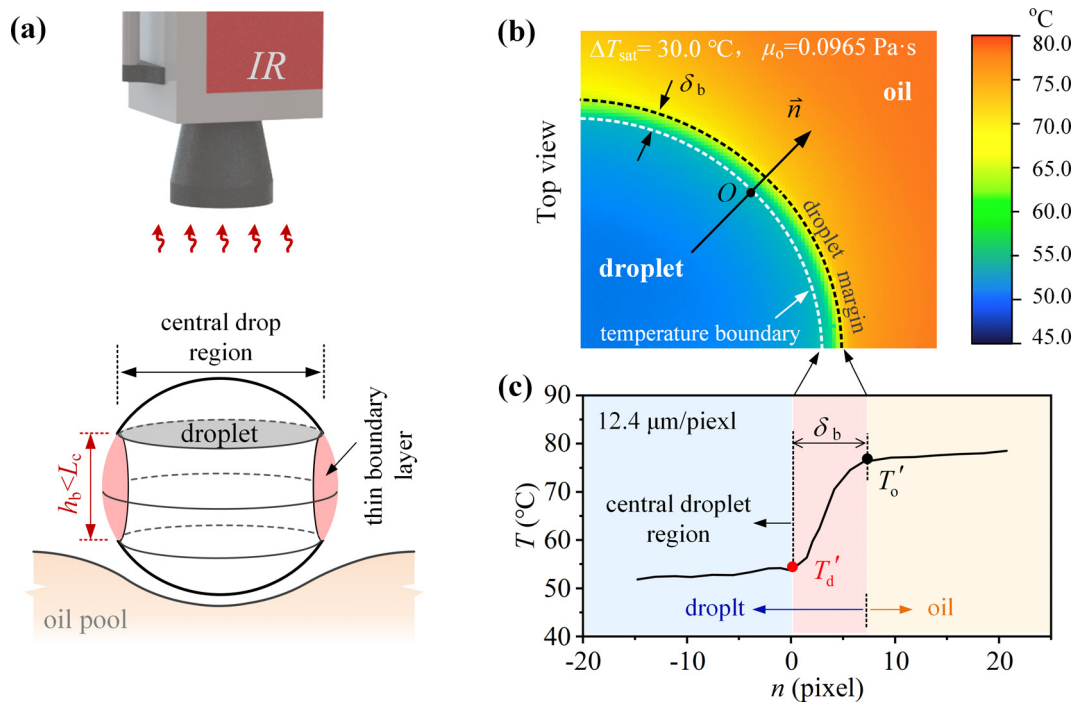 (a)
IR
central drop
region
droplet
h_b<L_c
thin boundary
layer
oil pool
(b)
ΔT_sat= 30.0 ℃, μ_o=0.0965 Pa·s
oil
δ_b
n⃗
O
Top view
droplet
droplet margin
temperature boundary
°C
80.0
75.0
70.0
65.0
60.0
55.0
50.0
45.0
(c)
90
80
70
60
50
40
T (℃)
12.4 μm/piexl
δ_b
T_o′
central droplet
region
T_d′
droplt
oil
-20
-10
0
10
20
n (pixel)